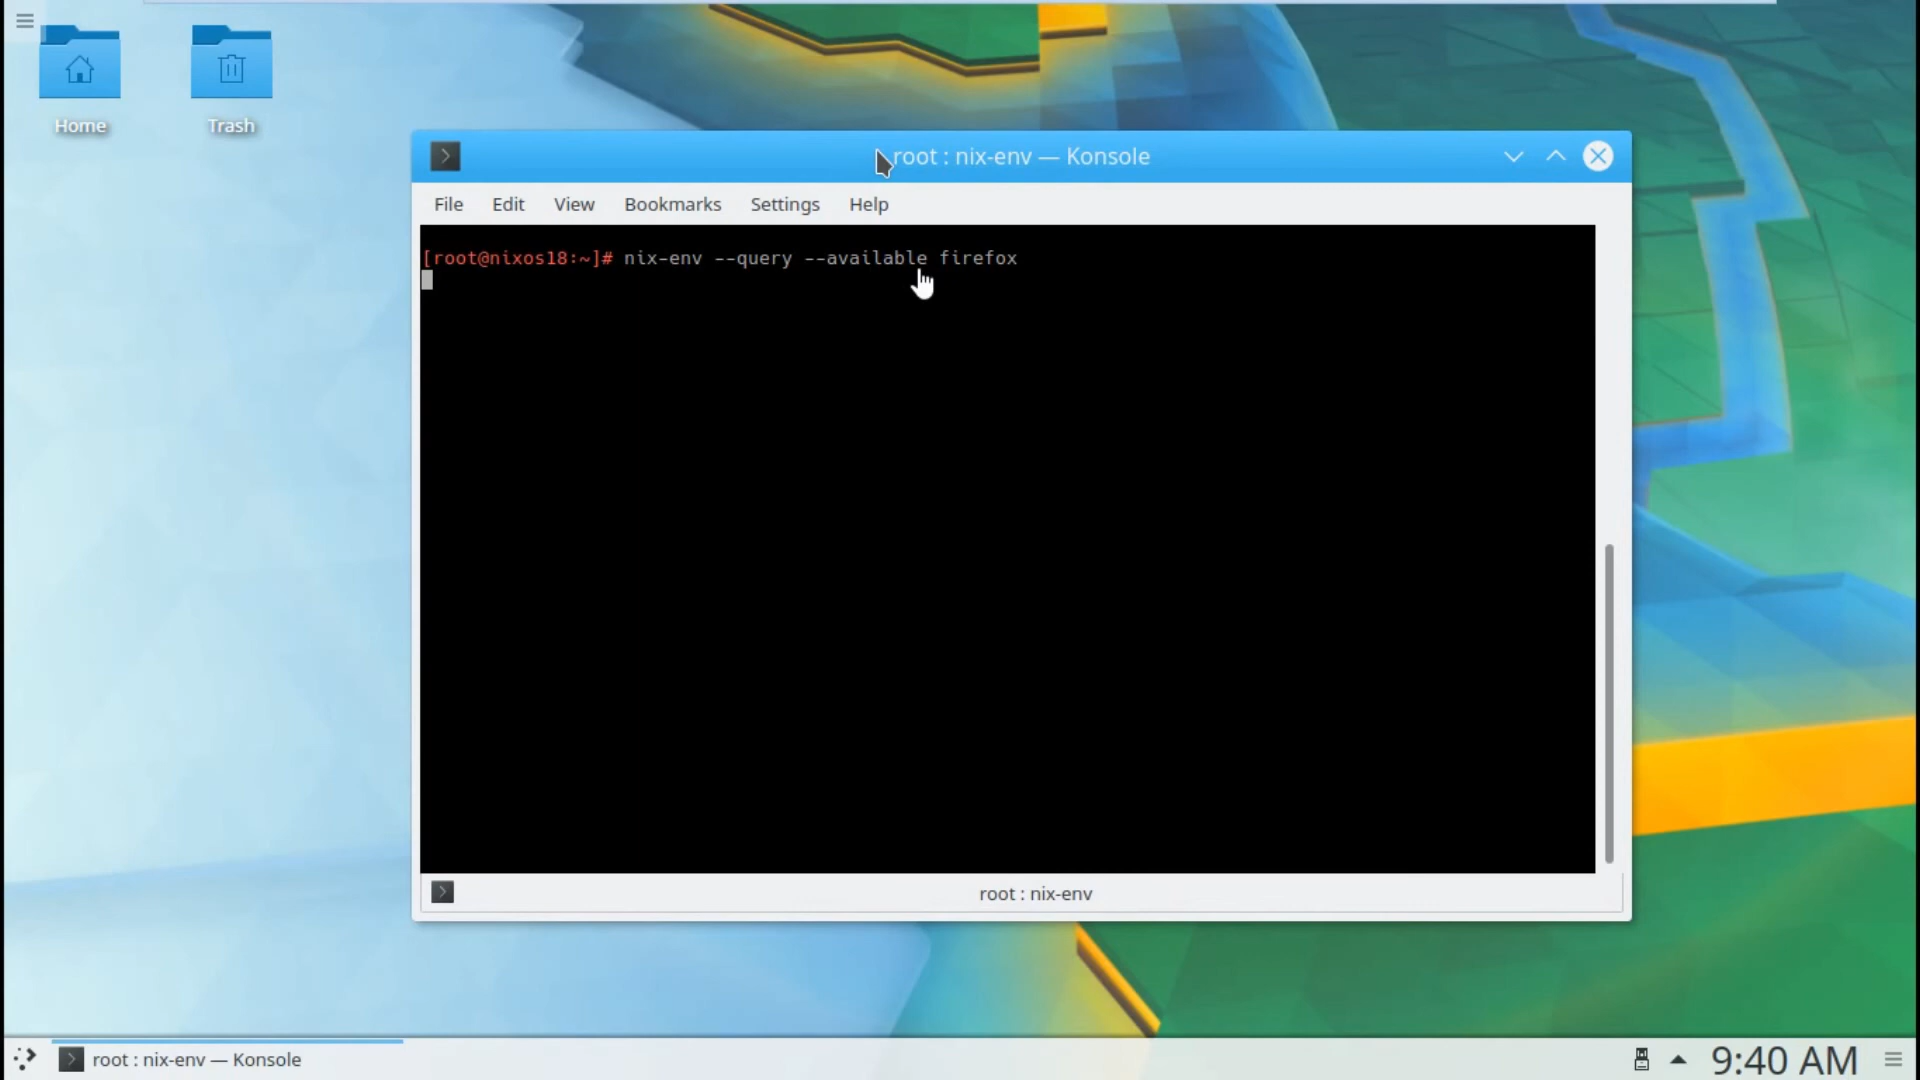 Home
Trash
root : nix-env — Konsole
File Edit View Bookmarks Settings Help
[root@nixos18:~]# nix-env --query --available firefox
root : nix-env
root : nix-env — Konsole
9:40 AM